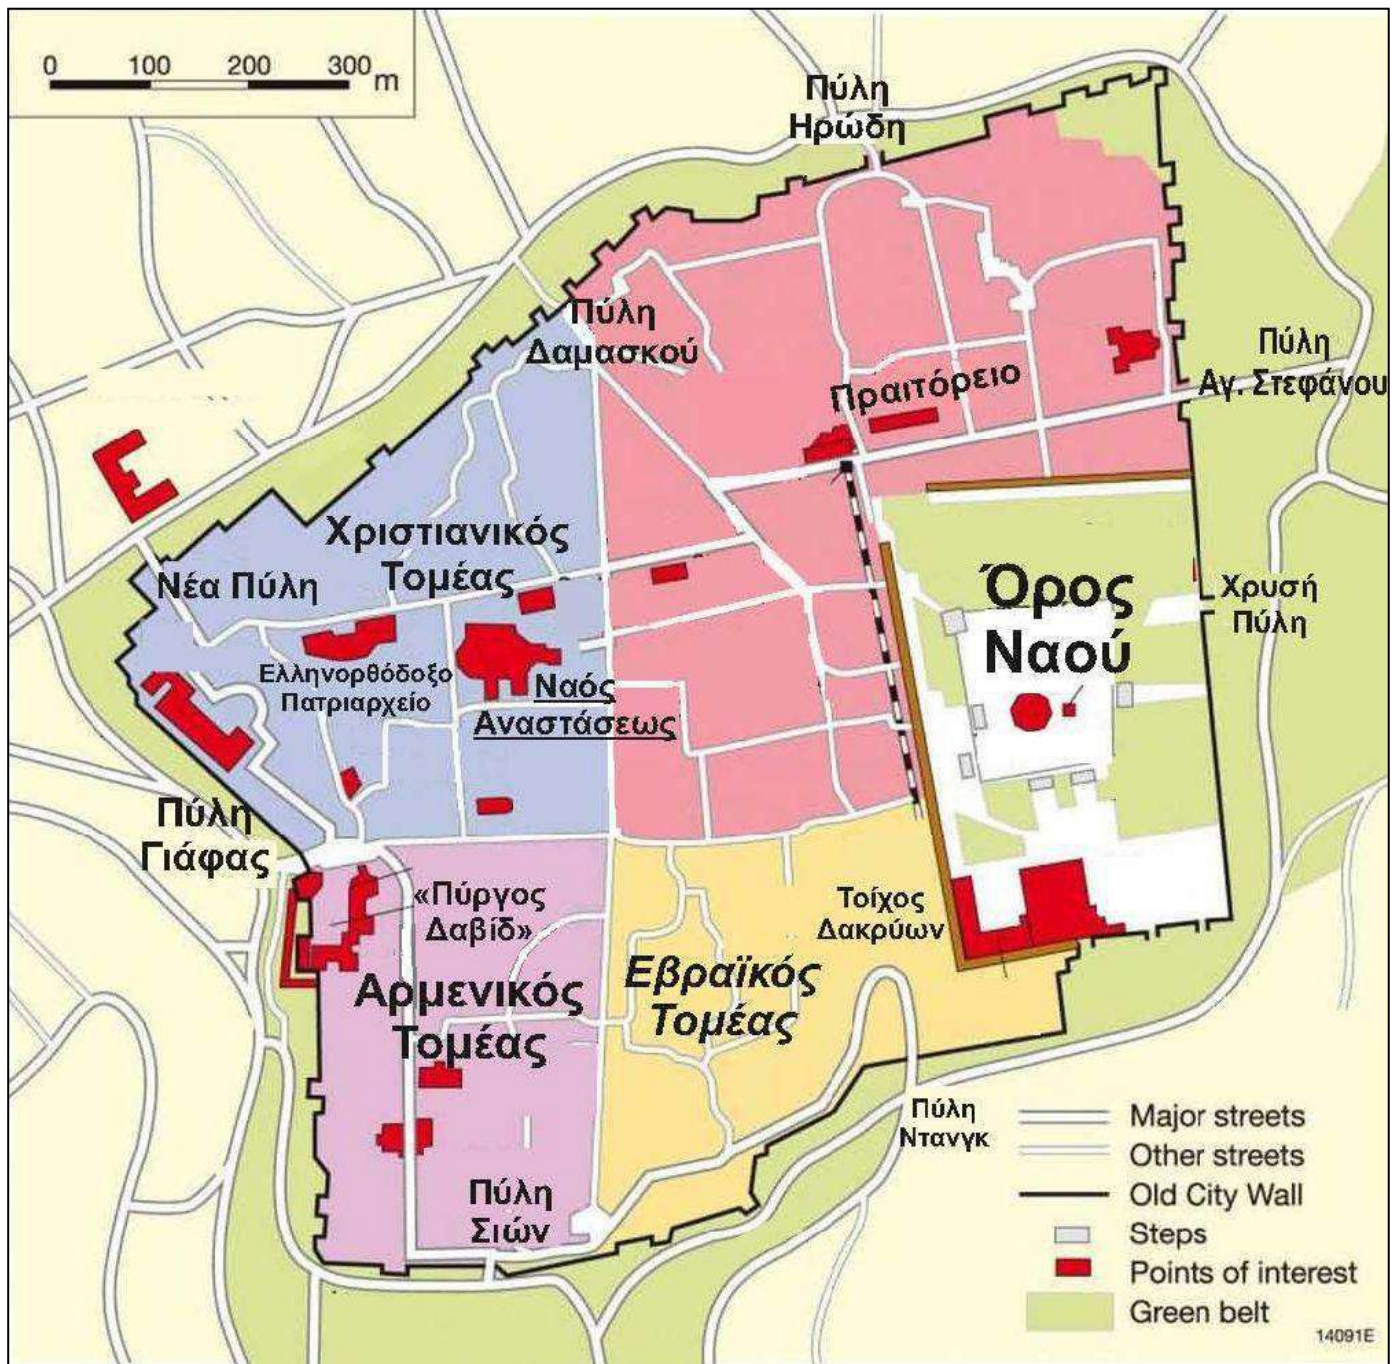 0 100 200 300 m
Πύλη
Ηρώδη
Πύλη
Δαμασκού
Πύλη
Αγ. Στεφάνου
Πραιτόρειο
Χριστιανικός
Τομέας
Νέα Πύλη
Όρος
Ναού
Χρυσή
Πύλη
Ελληνορθόδοξο
Πατριαρχείο
Ναός
Αναστάσεως
Πύλη
Γιάφας
«Πύργος
Δαβίδ»
Τοίχος
Δακρύων
Εβραϊκός
Τομέας
Αρμενικός
Τομέας
Πύλη
Ντανγκ
Πύλη
Σιών
Major streets
Other streets
Old City Wall
Steps
Points of interest
Green belt
14091E